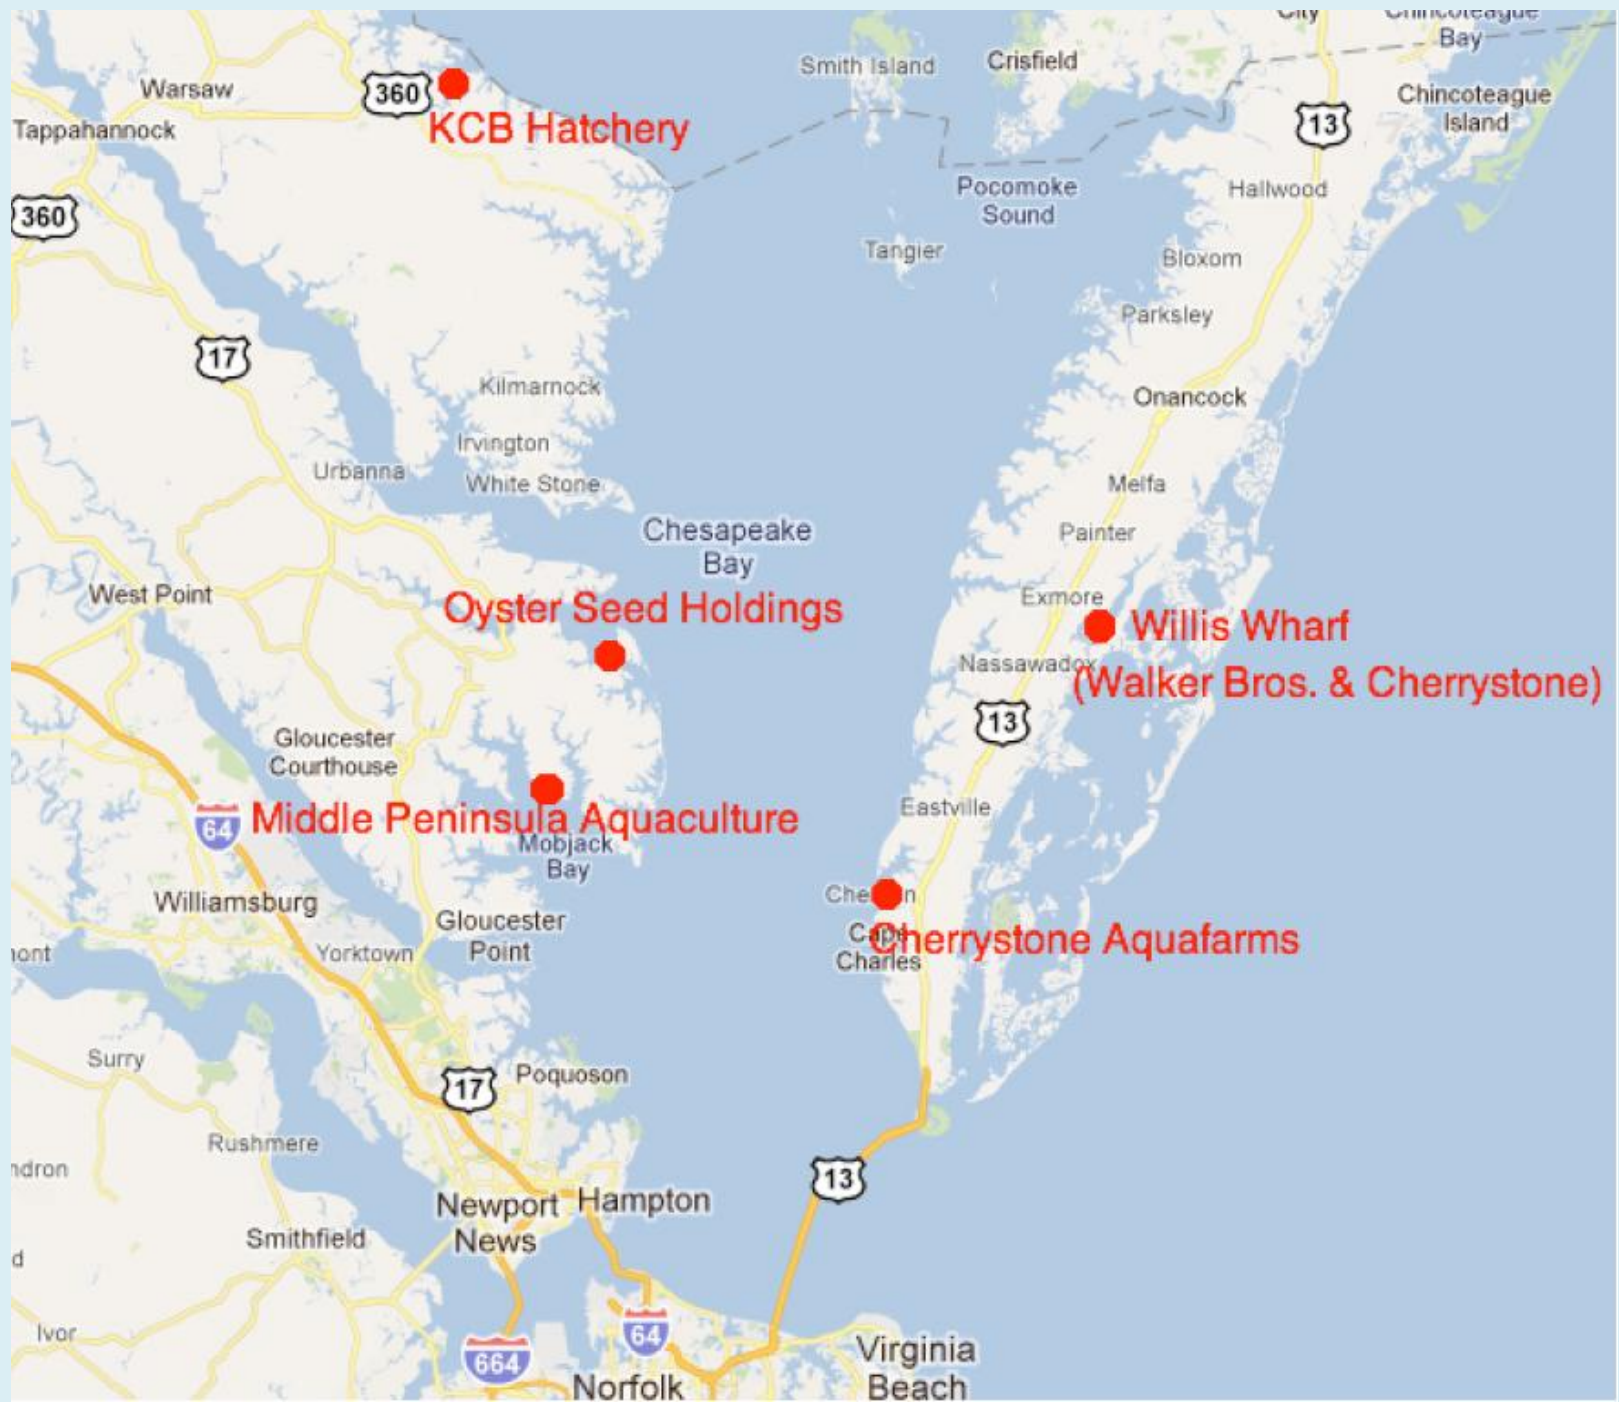 Chincoteague
Bay
City
Smith Island
Crisfield
Warsaw
360
KCB Hatchery
Tappahannock
Chincoteague
Island
13
360
Pocomoke
Sound
Hallwood
Tangier
Bloxom
Parksley
17
Kilmarnock
Onancock
Irvington
Urbanna
White Stone
Melfa
Chesapeake
Bay
Painter
West Point
Exmore
Oyster Seed Holdings
Willis Wharf
Nassawadox
(Walker Bros. & Cherrystone)
13
Gloucester
Courthouse
Eastville
64
Middle Peninsula Aquaculture
Mobjack
Bay
Williamsburg
Gloucester
Point
Cape
Charles
Cherrystone Aquafarms
Yorktown
Surry
17
Poquoson
Rushmere
13
Newport
News
Hampton
Smithfield
Ivor
64
664
Virginia
Beach
Norfolk